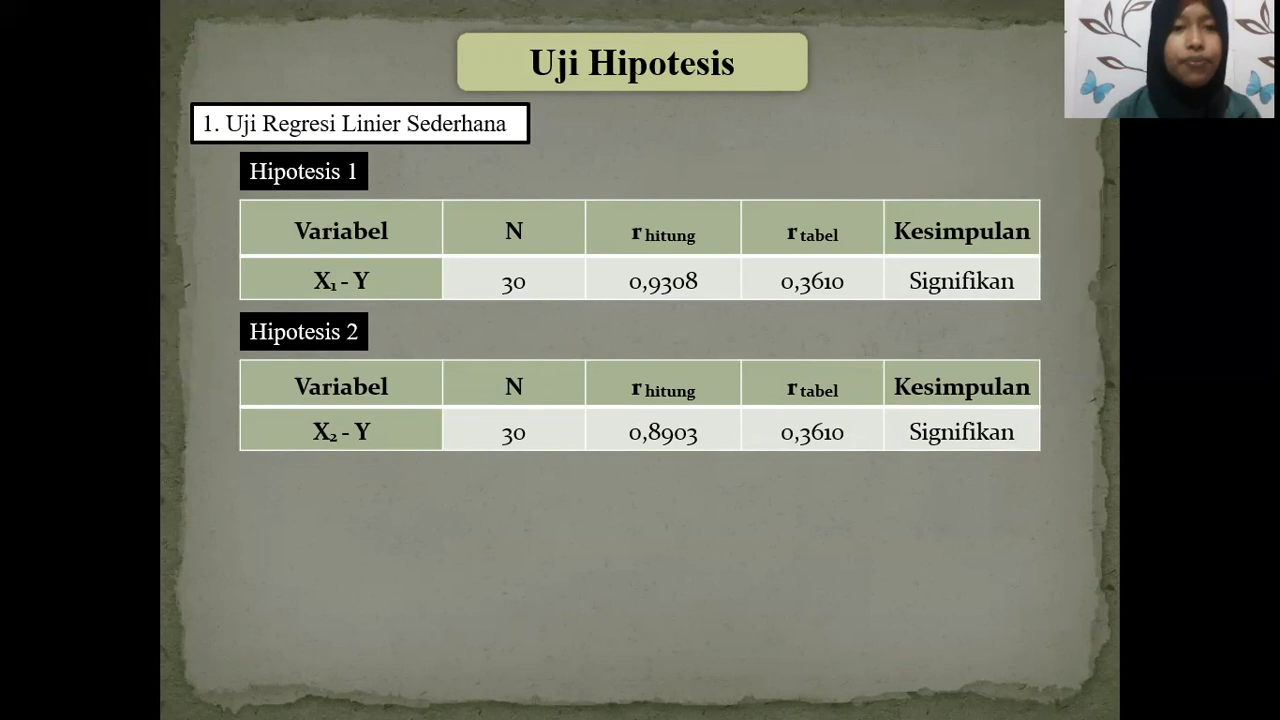 Uji Hipotesis
1. Uji Regresi Linier Sederhana
Hipotesis 1
Variabel N r hitung r tabel Kesimpulan
X₁ - Y 30 0,9308 0,3610 Signifikan
Hipotesis 2
Variabel N r hitung r tabel Kesimpulan
X₂ - Y 30 0,8903 0,3610 Signifikan